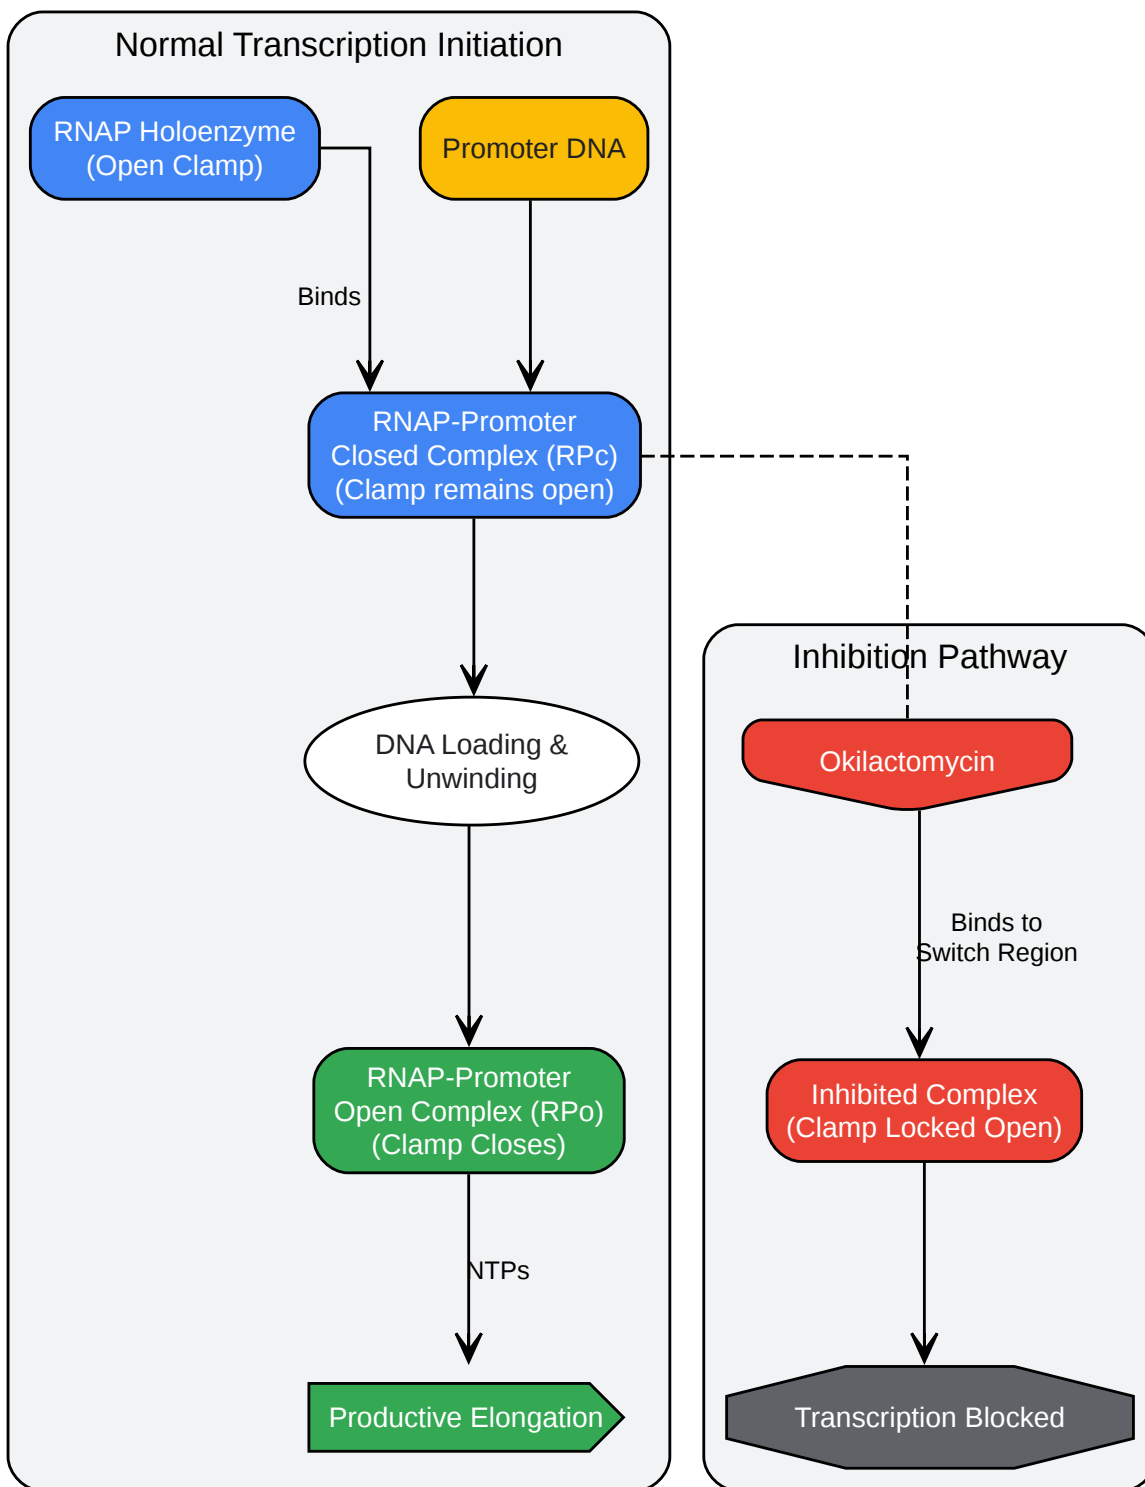 Normal Transcription Initiation
RNAP Holoenzyme
(Open Clamp)
Promoter DNA
Binds
RNAP-Promoter
Closed Complex (RPc)
(Clamp remains open)
DNA Loading &
Unwinding
RNAP-Promoter
Open Complex (RPo)
(Clamp Closes)
NTPs
Productive Elongation
Inhibition Pathway
Okilactomycin
Binds to
Switch Region
Inhibited Complex
(Clamp Locked Open)
Transcription Blocked